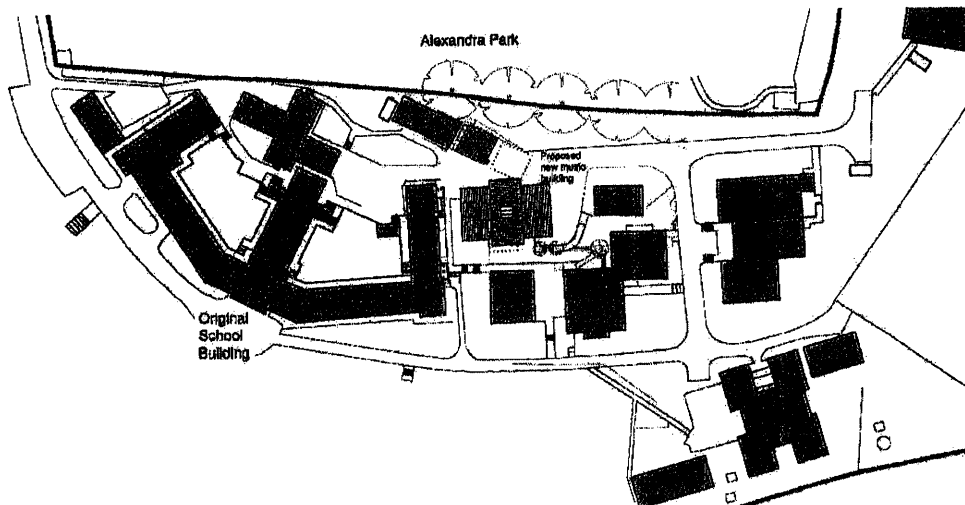 Alexandra Park
Proposed
new music
building
Original
School
Building